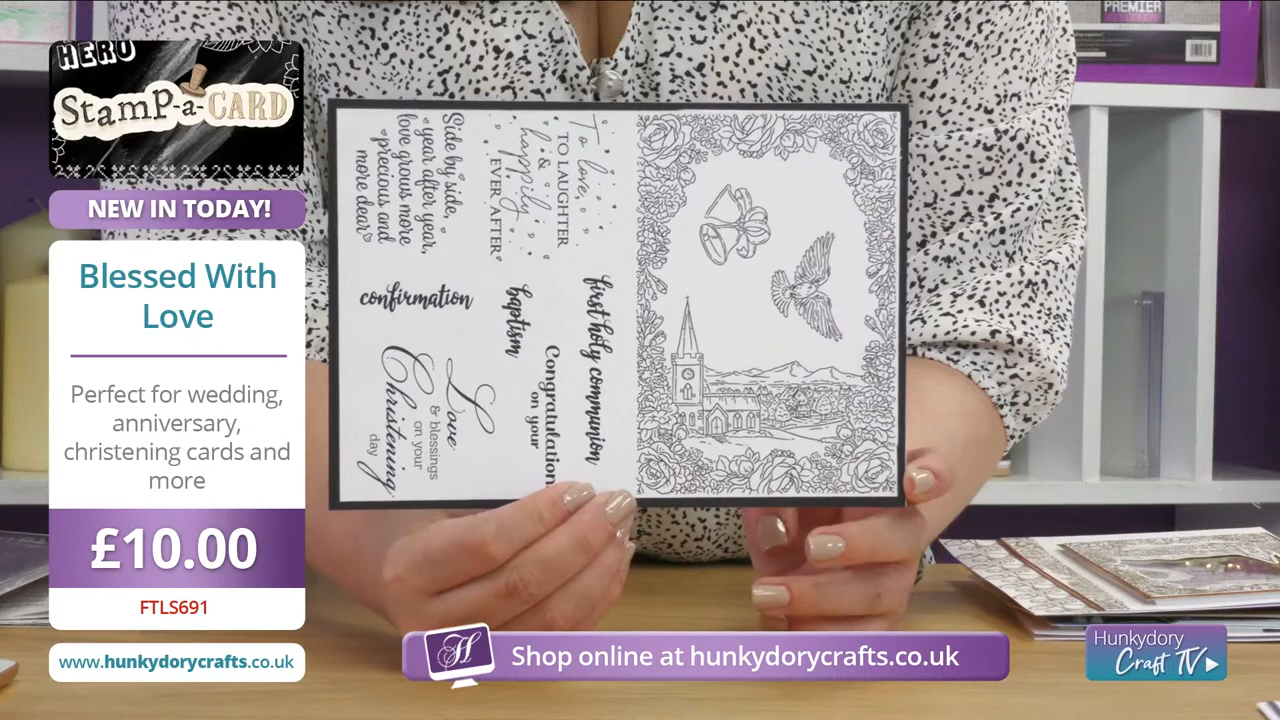 HERO
Stamp-a-CARD
NEW IN TODAY!
Blessed With
Love
Perfect for wedding,
anniversary,
christening cards and
more
£10.00
FTLS691
www.hunkydorycrafts.co.uk
PREMIER
To love,
TO LAUGHTER
& happily
EVER AFTER
Side by side,
year after year,
love grows more
precious and
more dear
first holy communion
baptism
confirmation
Congratulations
on your
Love
& blessings
on your
Christening
day
Shop online at hunkydorycrafts.co.uk
Hunkydory
Craft TV